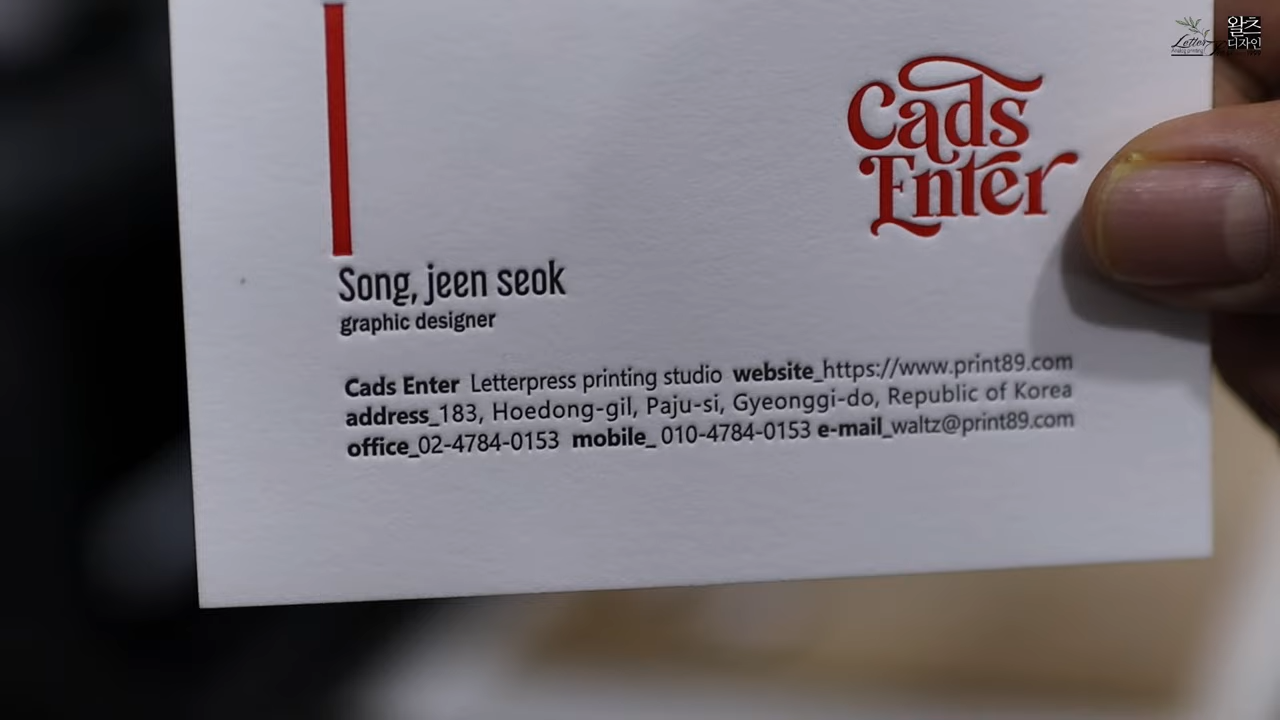 Letter
왈츠
디자인
Cads
Enter
Song, jeen seok
graphic designer
Cads Enter Letterpress printing studio website_https://www.print89.com
address_183, Hoedong-gil, Paju-si, Gyeonggi-do, Republic of Korea
office_02-4784-0153 mobile_ 010-4784-0153 e-mail_waltz@print89.com